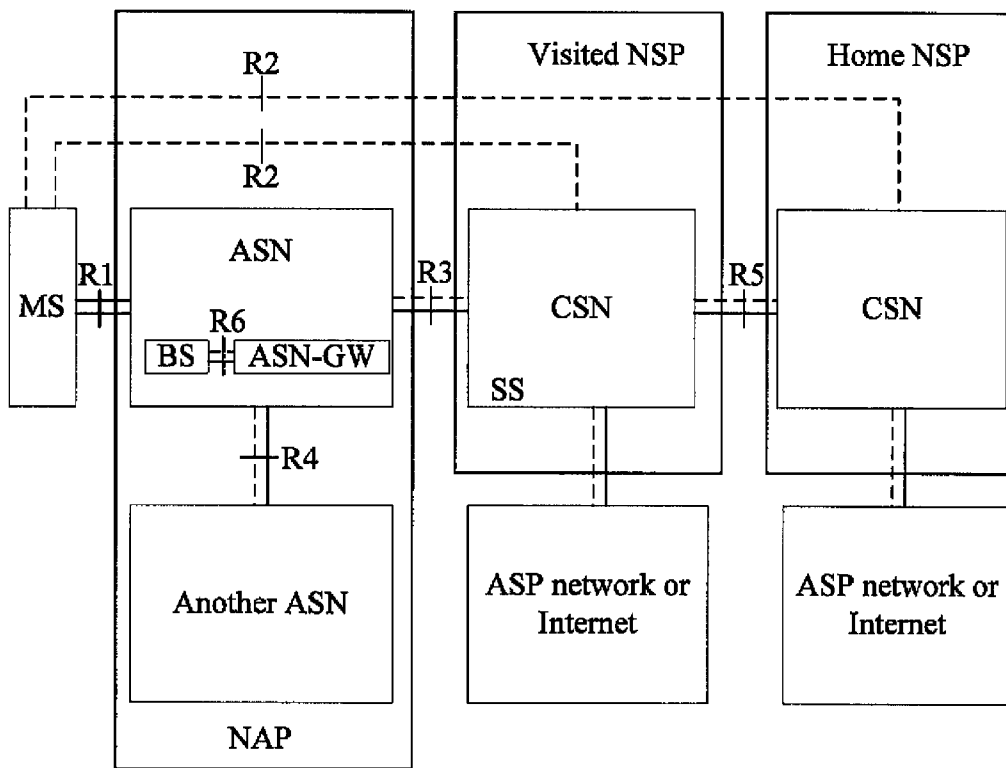 R2
Visited NSP
Home NSP
R2
ASN
R1
R3
R5
MS
CSN
CSN
R6
BS
ASN-GW
SS
R4
Another ASN
ASP network or
Internet
ASP network or
Internet
NAP